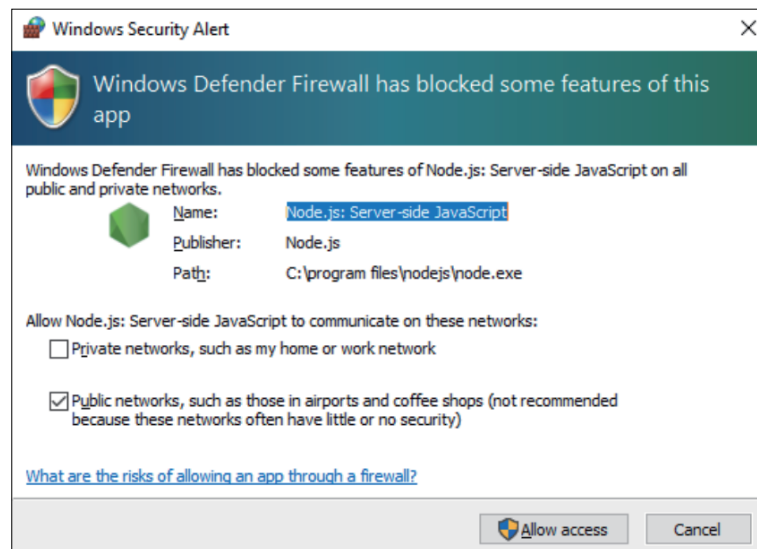 Windows Security Alert
Windows Defender Firewall has blocked some features of this
app
Windows Defender Firewall has blocked some features of Node.js: Server-side JavaScript on all
public and private networks.
Name: Node.js: Server-side JavaScript
Publisher: Node.js
Path: C:\program files\nodejs\node.exe
Allow Node.js: Server-side JavaScript to communicate on these networks:
Private networks, such as my home or work network
Public networks, such as those in airports and coffee shops (not recommended
because these networks often have little or no security)
What are the risks of allowing an app through a firewall?
Allow access Cancel